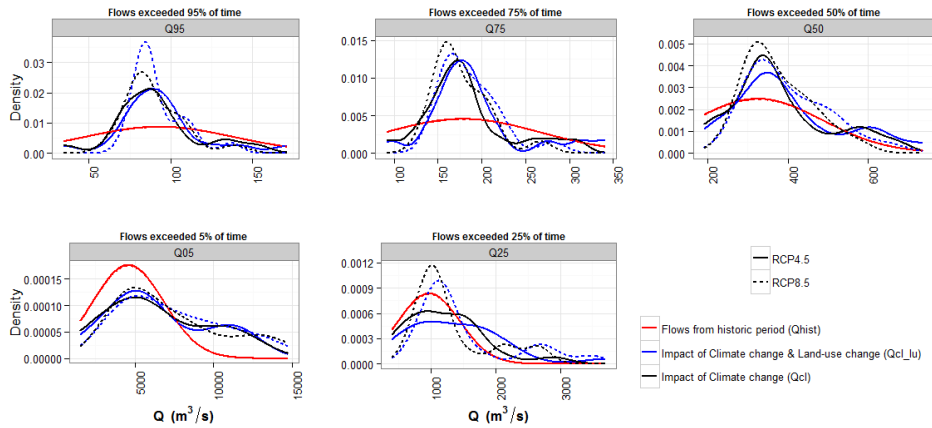 Flows exceeded 95% of time
Q95
Density
0.03
0.02
0.01
0.00
50
100
150
Flows exceeded 75% of time
Q75
0.015
0.010
0.005
0.000
100
150
200
250
300
350
Flows exceeded 50% of time
Q50
0.005
0.004
0.003
0.002
0.001
0.000
200
400
600
Flows exceeded 5% of time
Q05
Density
0.00015
0.00010
0.00005
0.00000
5000
10000
15000
Q (m³/s)
Flows exceeded 25% of time
Q25
0.0012
0.0009
0.0006
0.0003
0.0000
1000
2000
3000
Q (m³/s)
RCP4.5
RCP8.5
Flows from historic period (Qhist)
Impact of Climate change & Land-use change (Qcl_lu)
Impact of Climate change (Qcl)